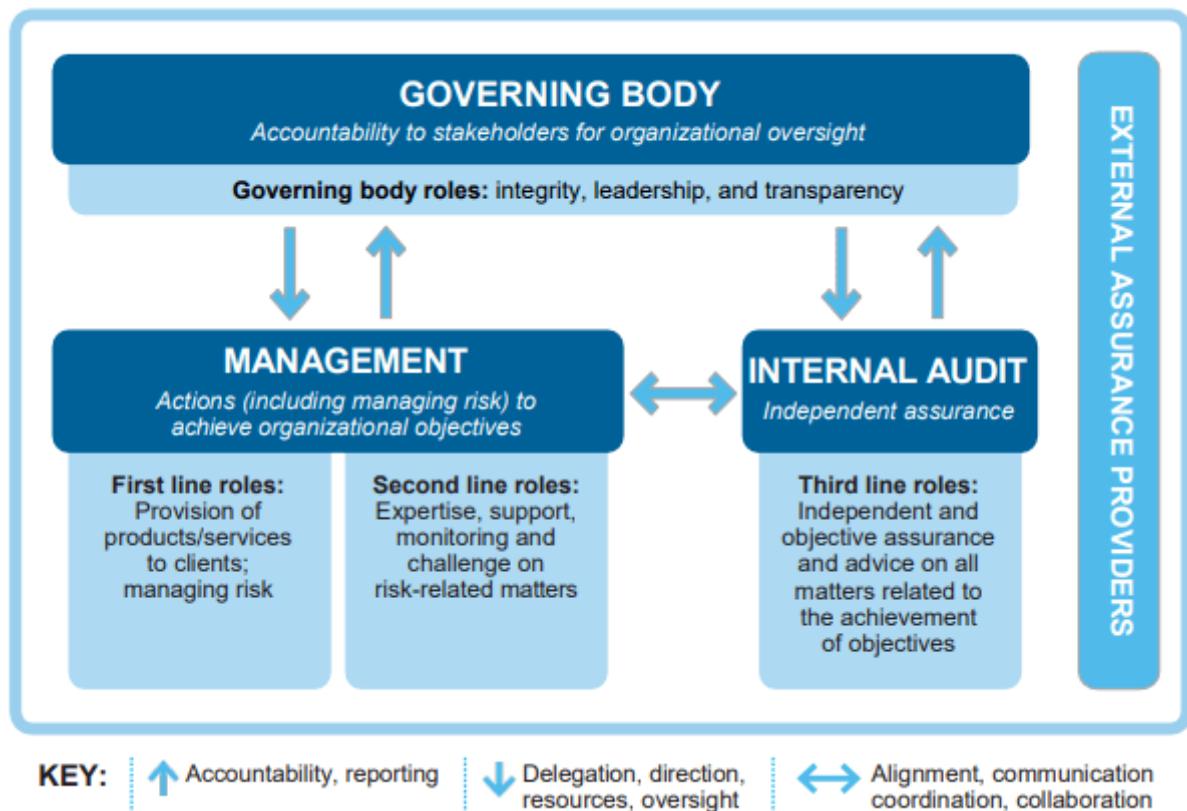 GOVERNING BODY
Accountability to stakeholders for organizational oversight
Governing body roles: integrity, leadership, and transparency
MANAGEMENT
Actions (including managing risk) to
achieve organizational objectives
First line roles:
Provision of
products/services
to clients;
managing risk
Second line roles:
Expertise, support,
monitoring and
challenge on
risk-related matters
INTERNAL AUDIT
Independent assurance
Third line roles:
Independent and
objective assurance
and advice on all
matters related to
the achievement
of objectives
EXTERNAL ASSURANCE PROVIDERS
KEY:
Accountability, reporting
Delegation, direction,
resources, oversight
Alignment, communication
coordination, collaboration